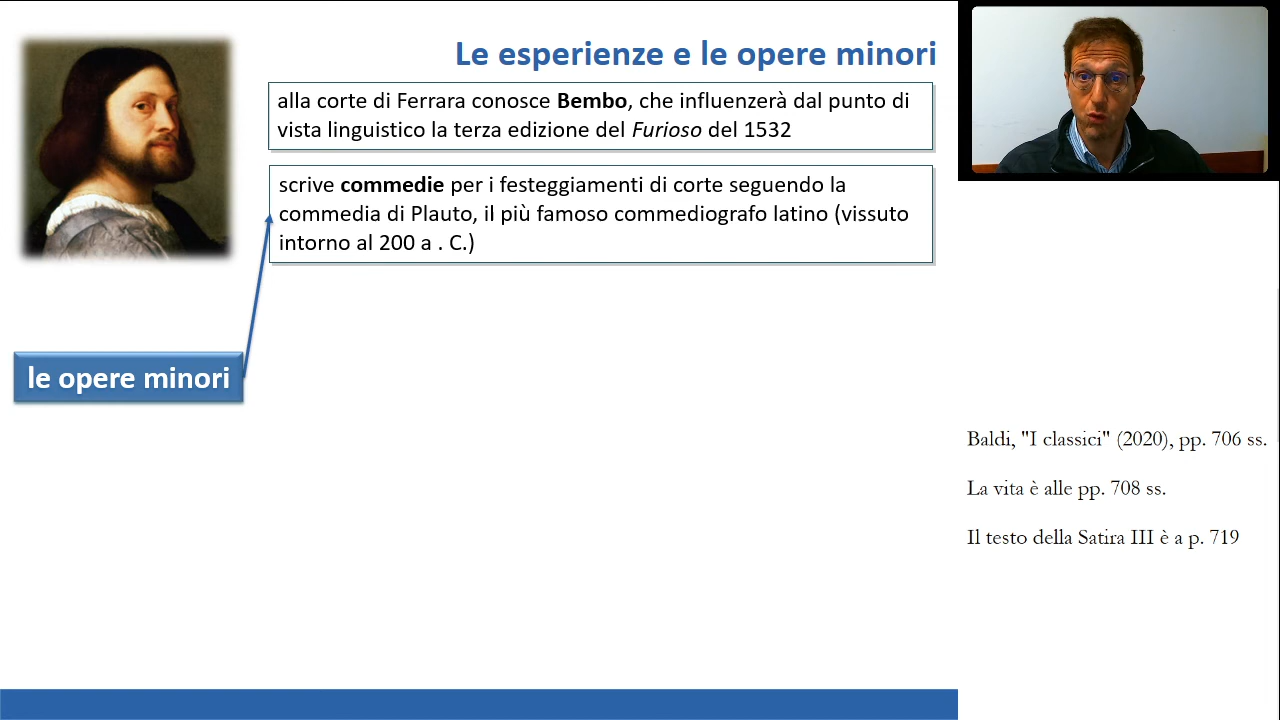 Le esperienze e le opere minori
alla corte di Ferrara conosce Bembo, che influenzerà dal punto di
vista linguistico la terza edizione del Furioso del 1532
scrive commedie per i festeggiamenti di corte seguendo la
commedia di Plauto, il più famoso commediografo latino (vissuto
intorno al 200 a . C.)
le opere minori
Baldi, "I classici" (2020), pp. 706 ss.
La vita è alle pp. 708 ss.
Il testo della Satira III è a p. 719